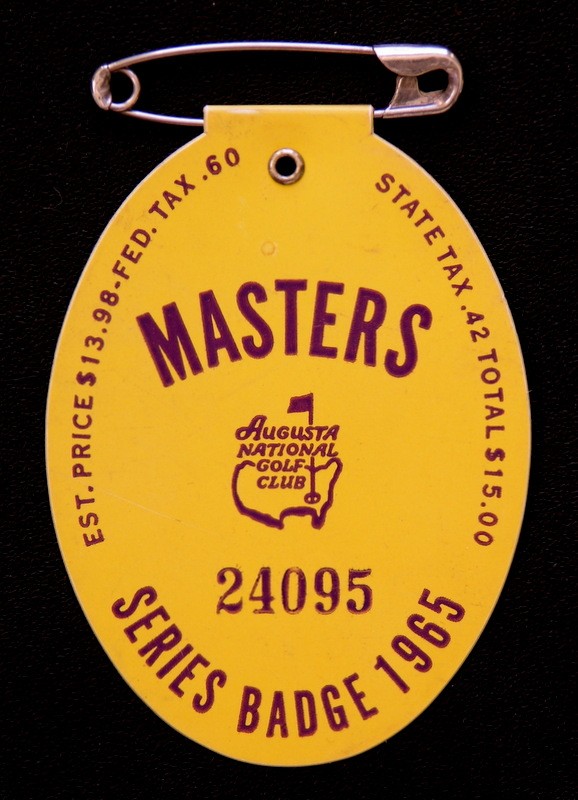 EST. PRICE $13.98-FED. TAX .60
STATE TAX .42 TOTAL $15.00
MASTERS
AUGUSTA
NATIONAL
GOLF
CLUB
24095
SERIES BADGE 1965